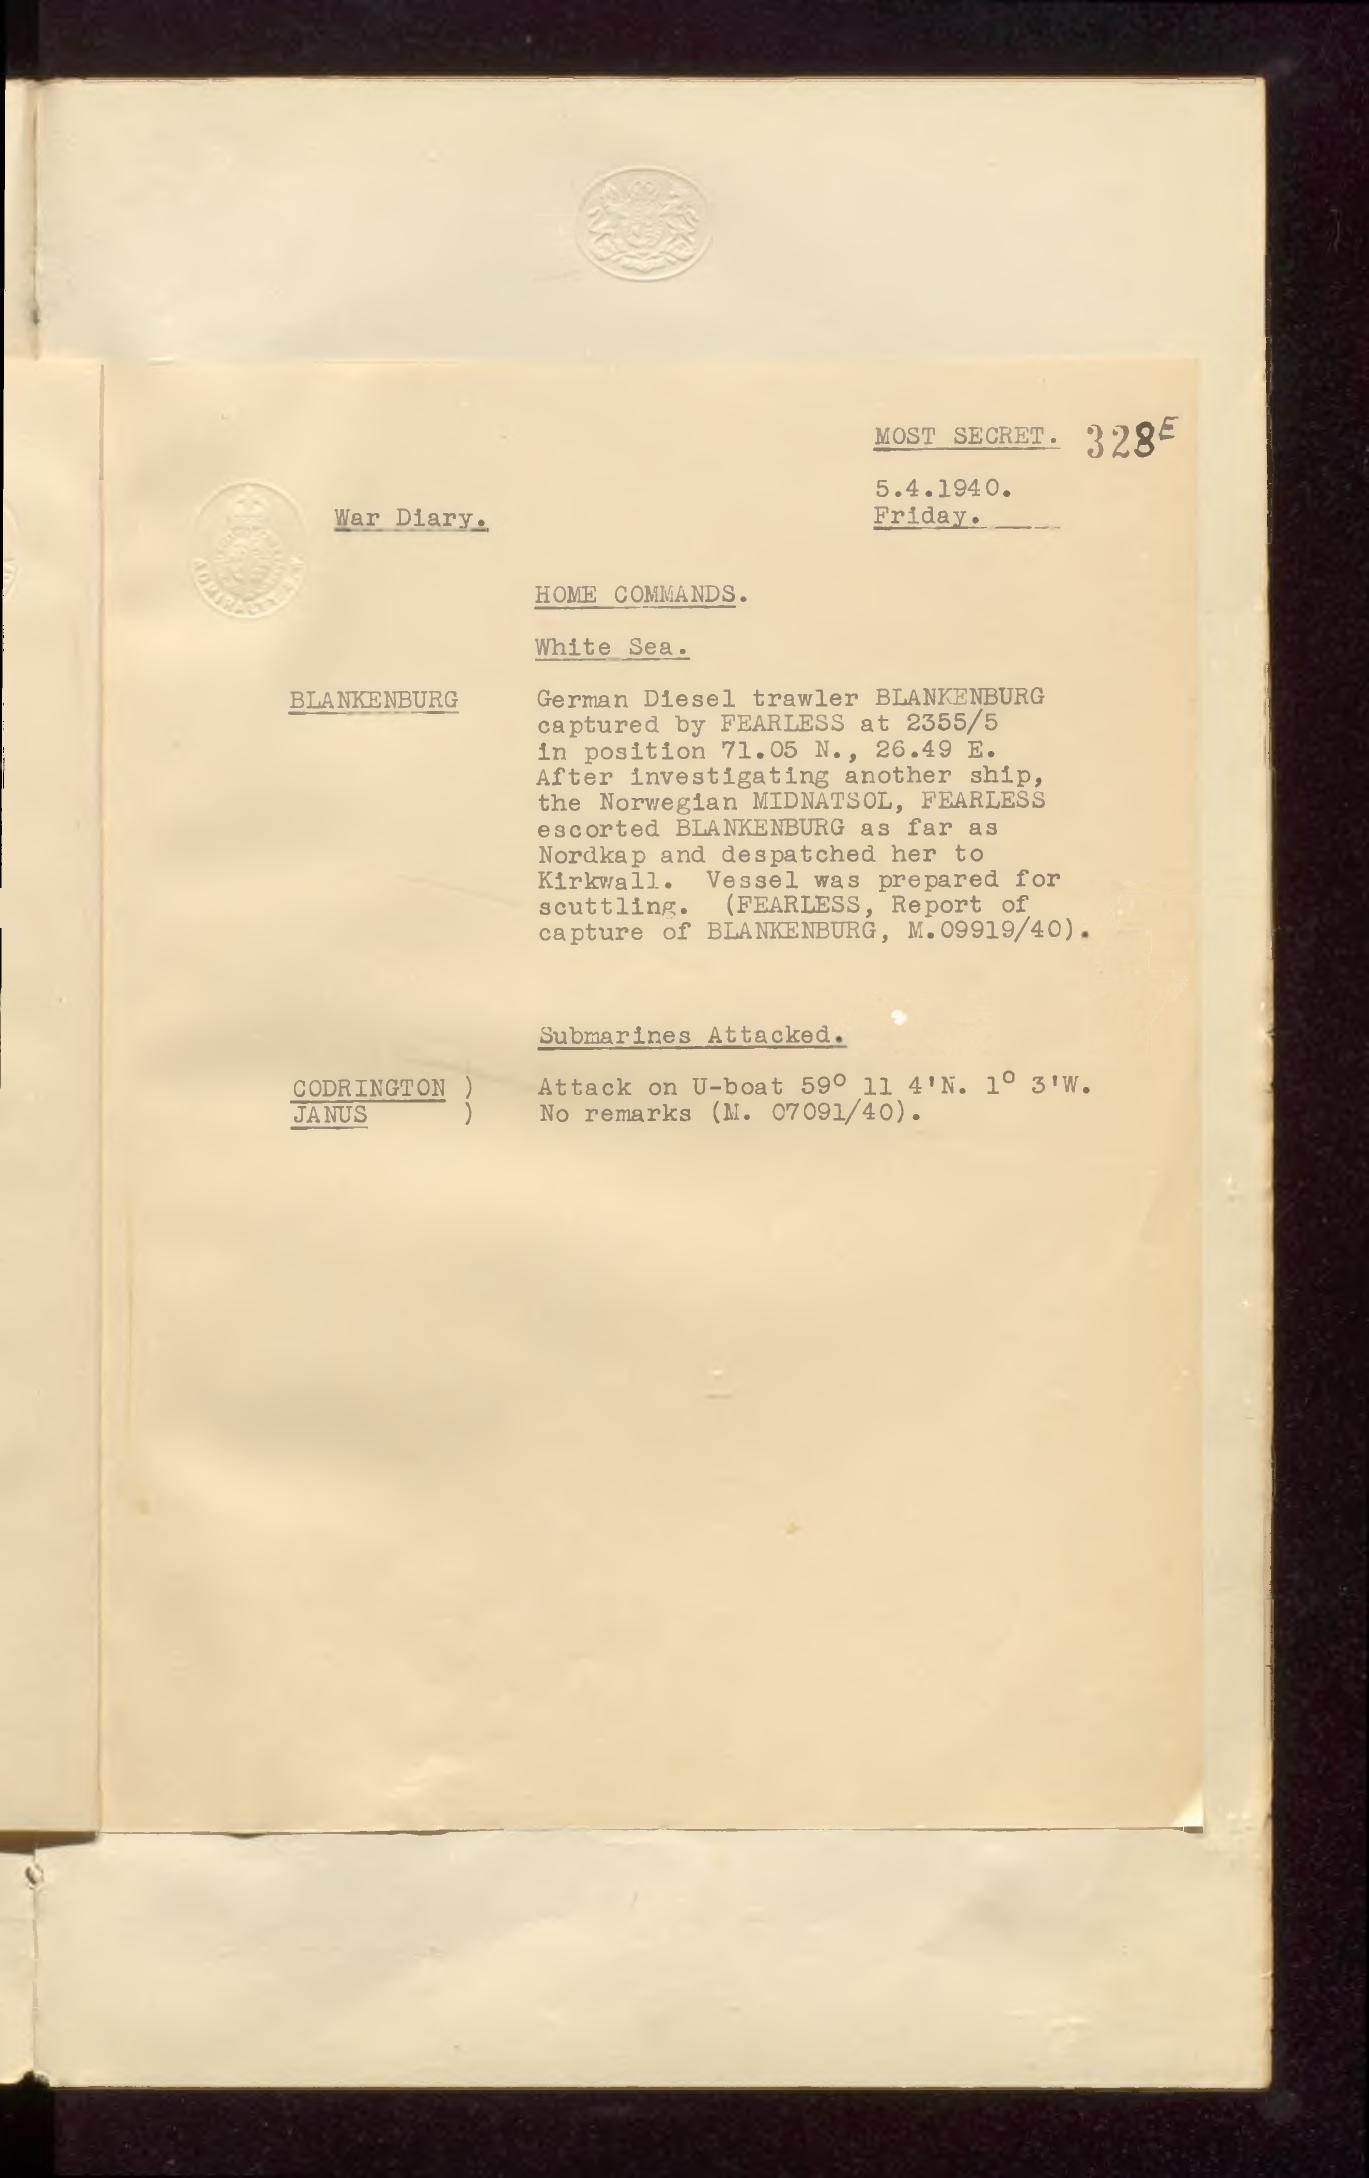 MOST SECRET. 328E
5.4.1940.
War Diary. Friday.
HOME COMMANDS.
White Sea.
BLANKENBURG German Diesel trawler BLANKENBURG
captured by FEARLESS at 2355/5
in position 71.05 N., 26.49 E.
After investigating another ship,
the Norwegian MIDNATSOL, FEARLESS
escorted BLANKENBURG as far as
Nordkap and despatched her to
Kirkwall. Vessel was prepared for
scuttling. (FEARLESS, Report of
capture of BLANKENBURG, M.09919/40).
Submarines Attacked.
CODRINGTON ) Attack on U-boat 59º 11 4'N. 1º 3'W.
JANUS ) No remarks (M. 07091/40).